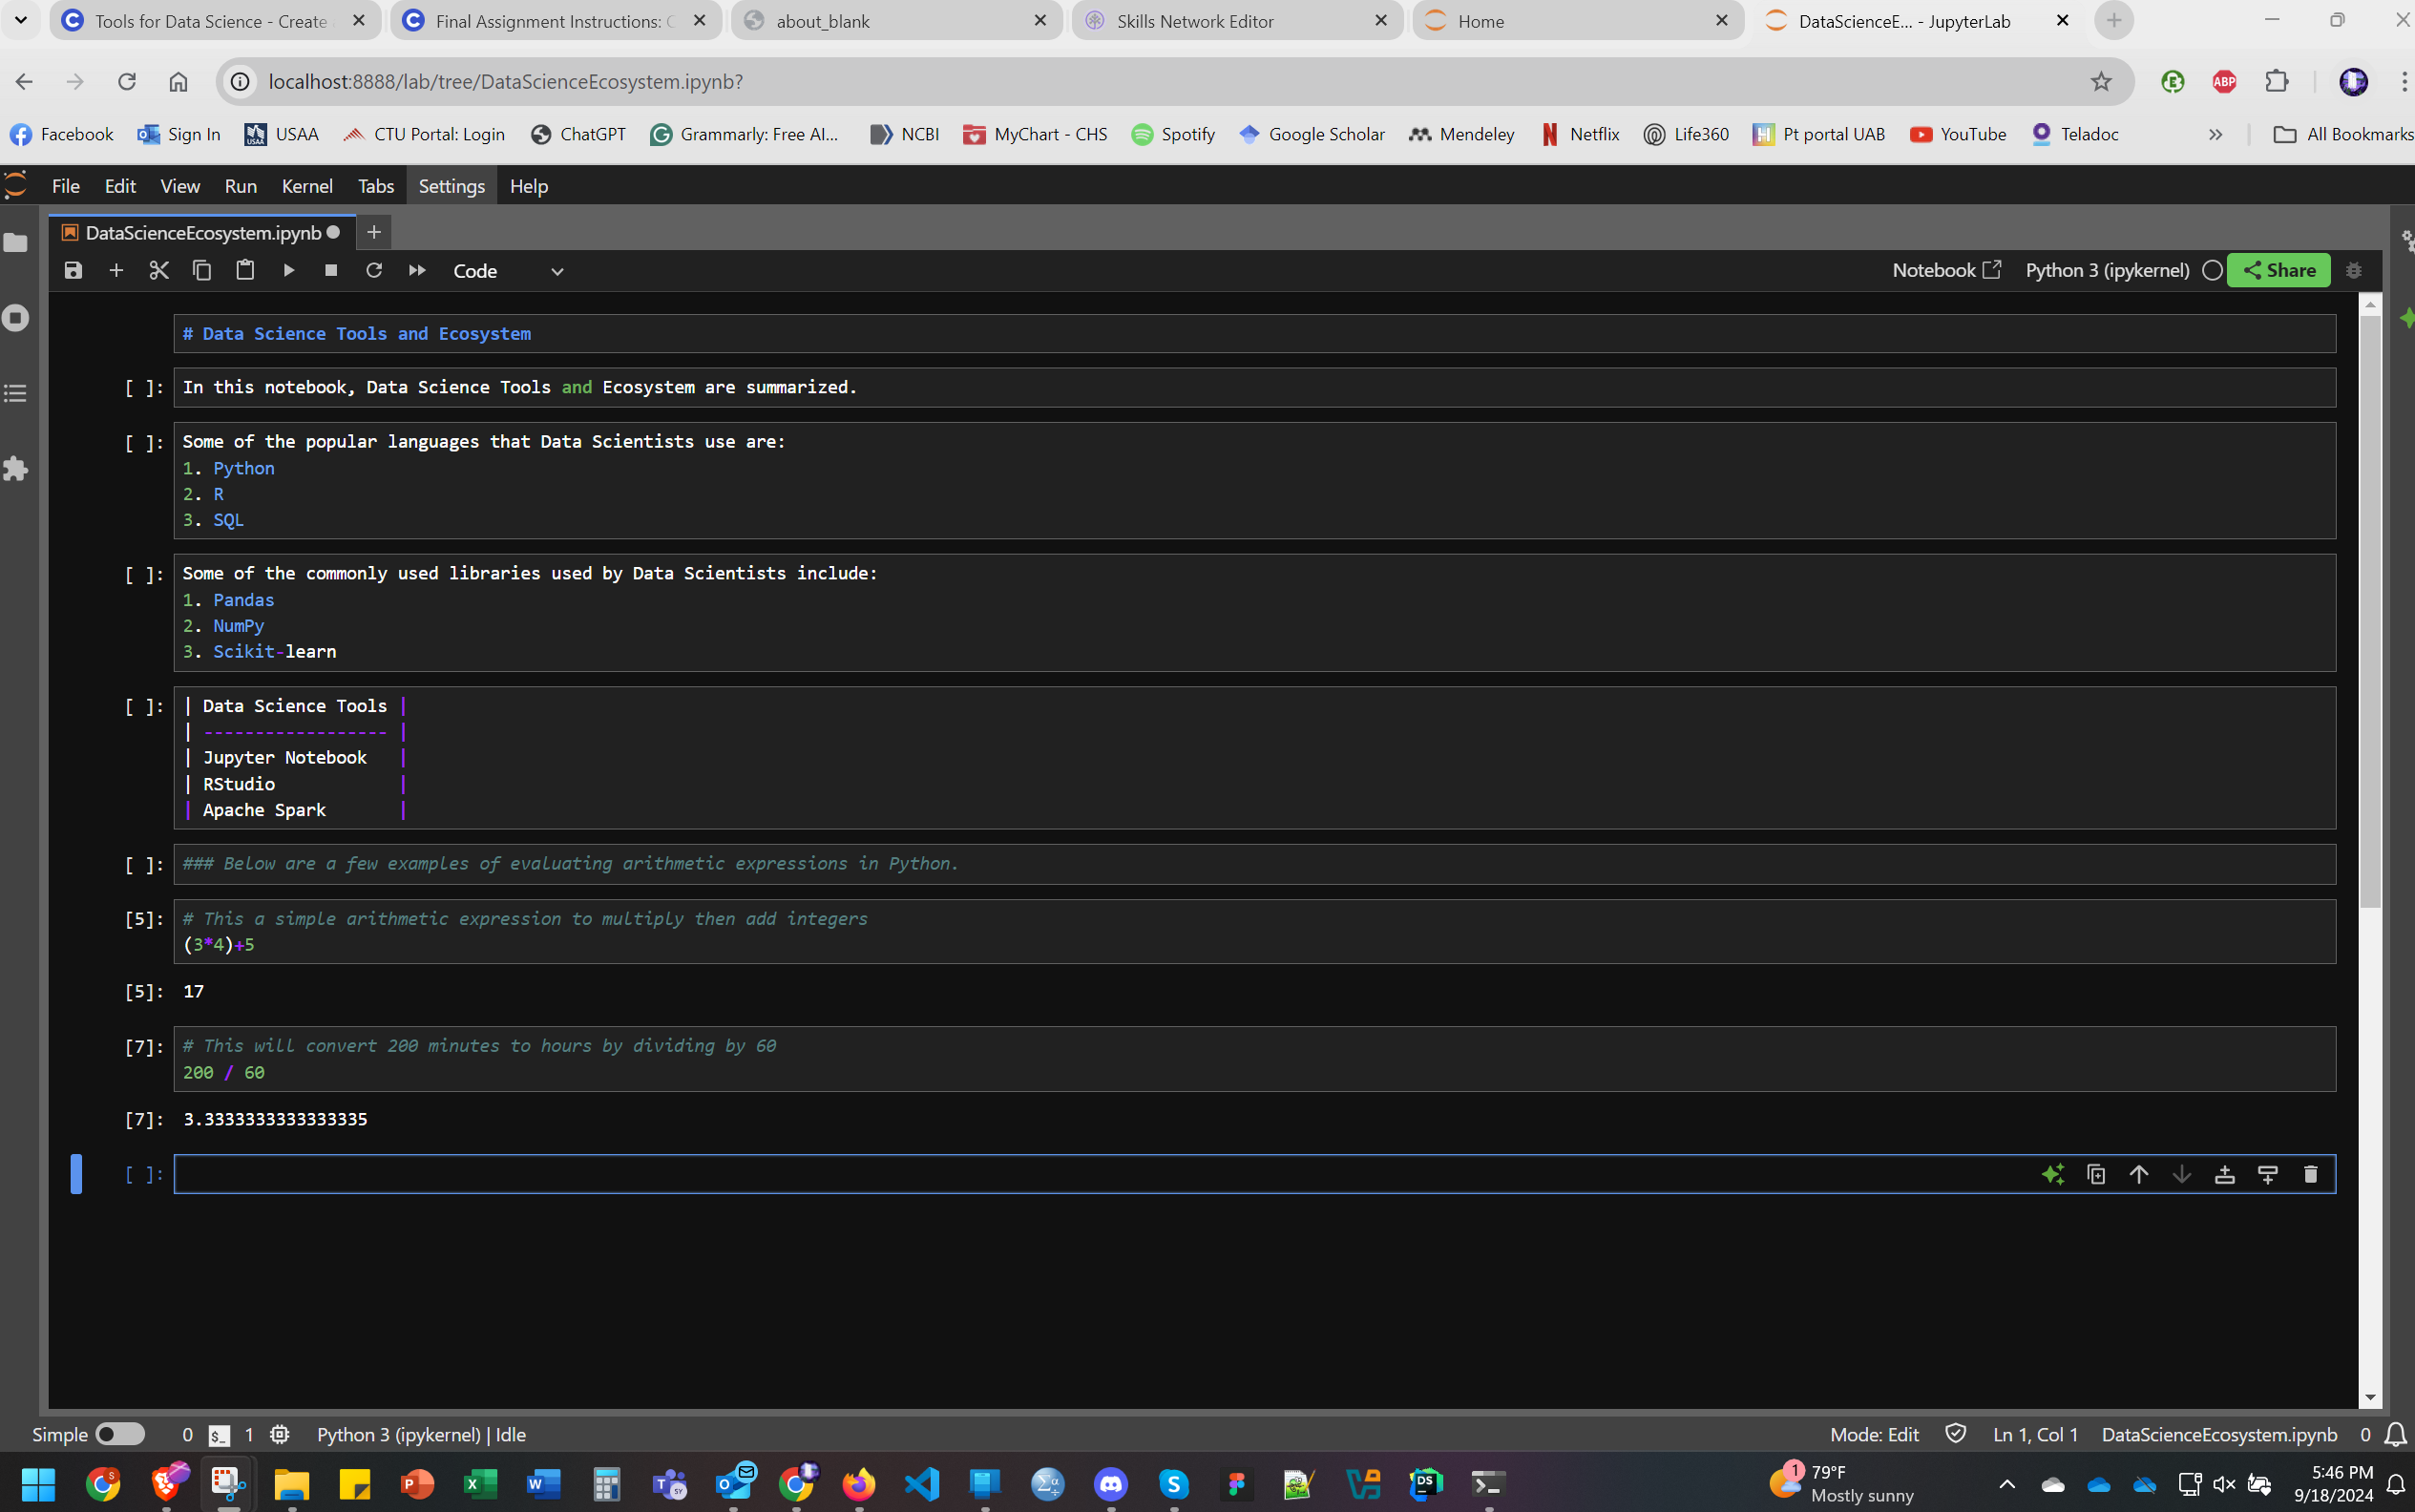 Tools for Data Science - Create
Final Assignment Instructions: C
about_blank
Skills Network Editor
Home
DataScienceE... - JupyterLab
localhost:8888/lab/tree/DataScienceEcosystem.ipynb?
ABP
Facebook
Sign In
USAA
CTU Portal: Login
ChatGPT
Grammarly: Free AI...
NCBI
MyChart - CHS
Spotify
Google Scholar
Mendeley
Netflix
Life360
Pt portal UAB
YouTube
Teladoc
All Bookmarks
File Edit View Run Kernel Tabs Settings Help
DataScienceEcosystem.ipynb
Code
Notebook
Python 3 (ipykernel)
Share
# Data Science Tools and Ecosystem
[ ]: In this notebook, Data Science Tools and Ecosystem are summarized.
[ ]: Some of the popular languages that Data Scientists use are:
1. Python
2. R
3. SQL
[ ]: Some of the commonly used libraries used by Data Scientists include:
1. Pandas
2. NumPy
3. Scikit-learn
[ ]: | Data Science Tools |
| ------------------ |
| Jupyter Notebook |
| RStudio |
| Apache Spark |
[ ]: ### Below are a few examples of evaluating arithmetic expressions in Python.
[5]: # This a simple arithmetic expression to multiply then add integers
(3*4)+5
[5]: 17
[7]: # This will convert 200 minutes to hours by dividing by 60
200 / 60
[7]: 3.3333333333333335
[ ]:
Simple
0
$_
1
Python 3 (ipykernel) | Idle
Mode: Edit
Ln 1, Col 1
DataScienceEcosystem.ipynb
0
1
79°F
Mostly sunny
5:46 PM
9/18/2024